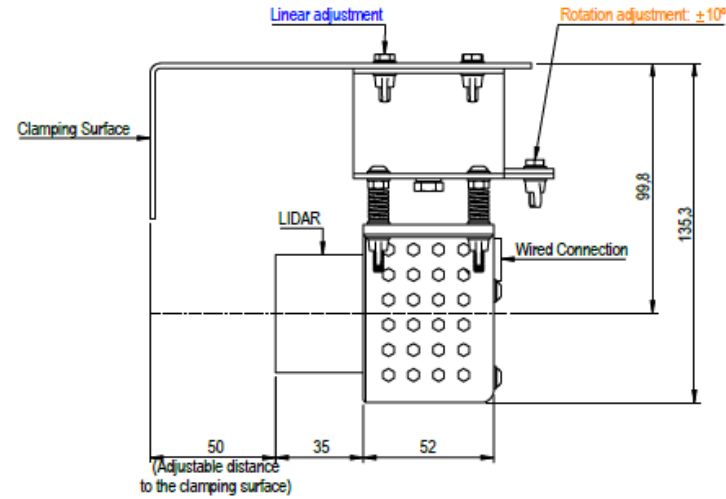 Linear adjustment
Rotation adjustment: ±10º
Clamping Surface
LIDAR
Wired Connection
99,8
135,3
50
35
52
(Adjustable distance
to the clamping surface)